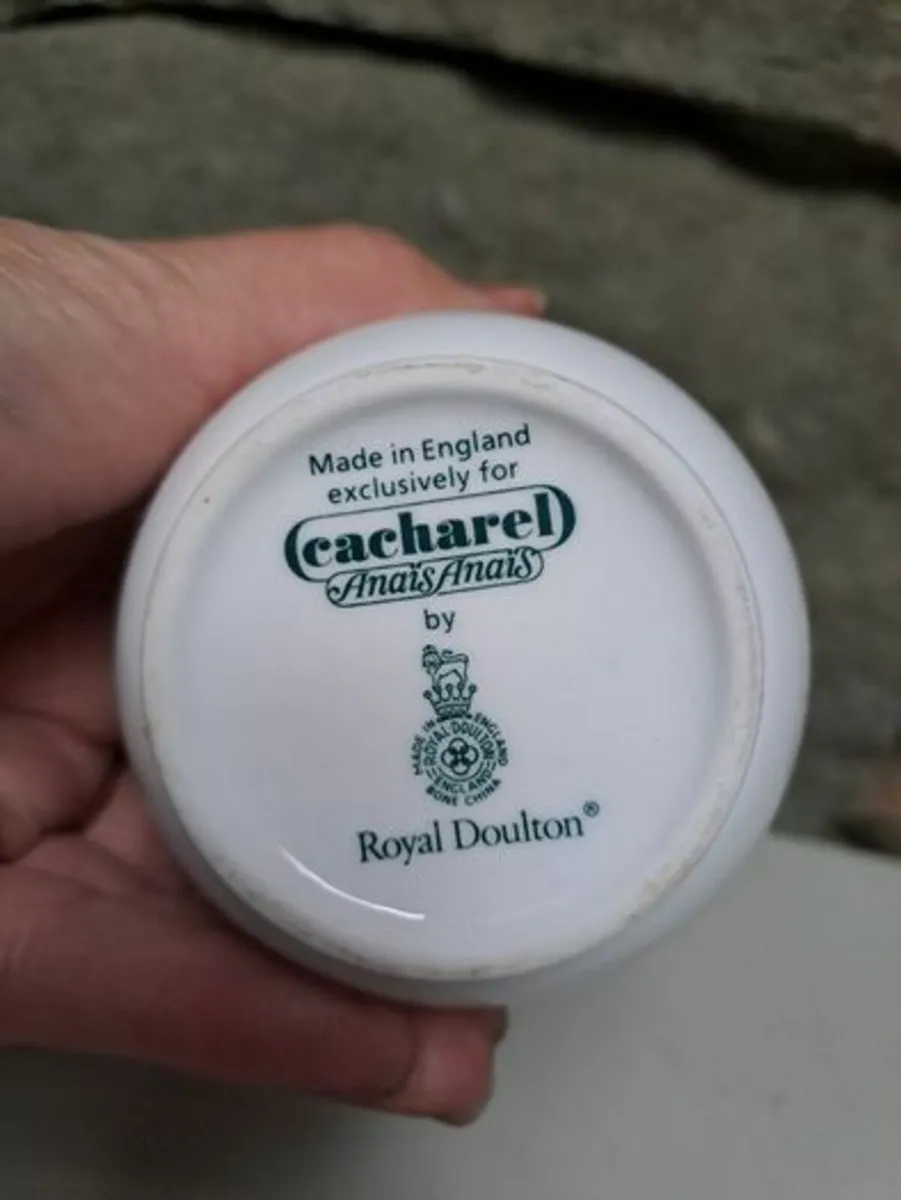 Made in England
exclusively for
cacharel
Anaïs Anaïs
by
MADE IN ENGLAND
ROYAL DOULTON
ENGLAND
BONE CHINA
Royal Doulton®